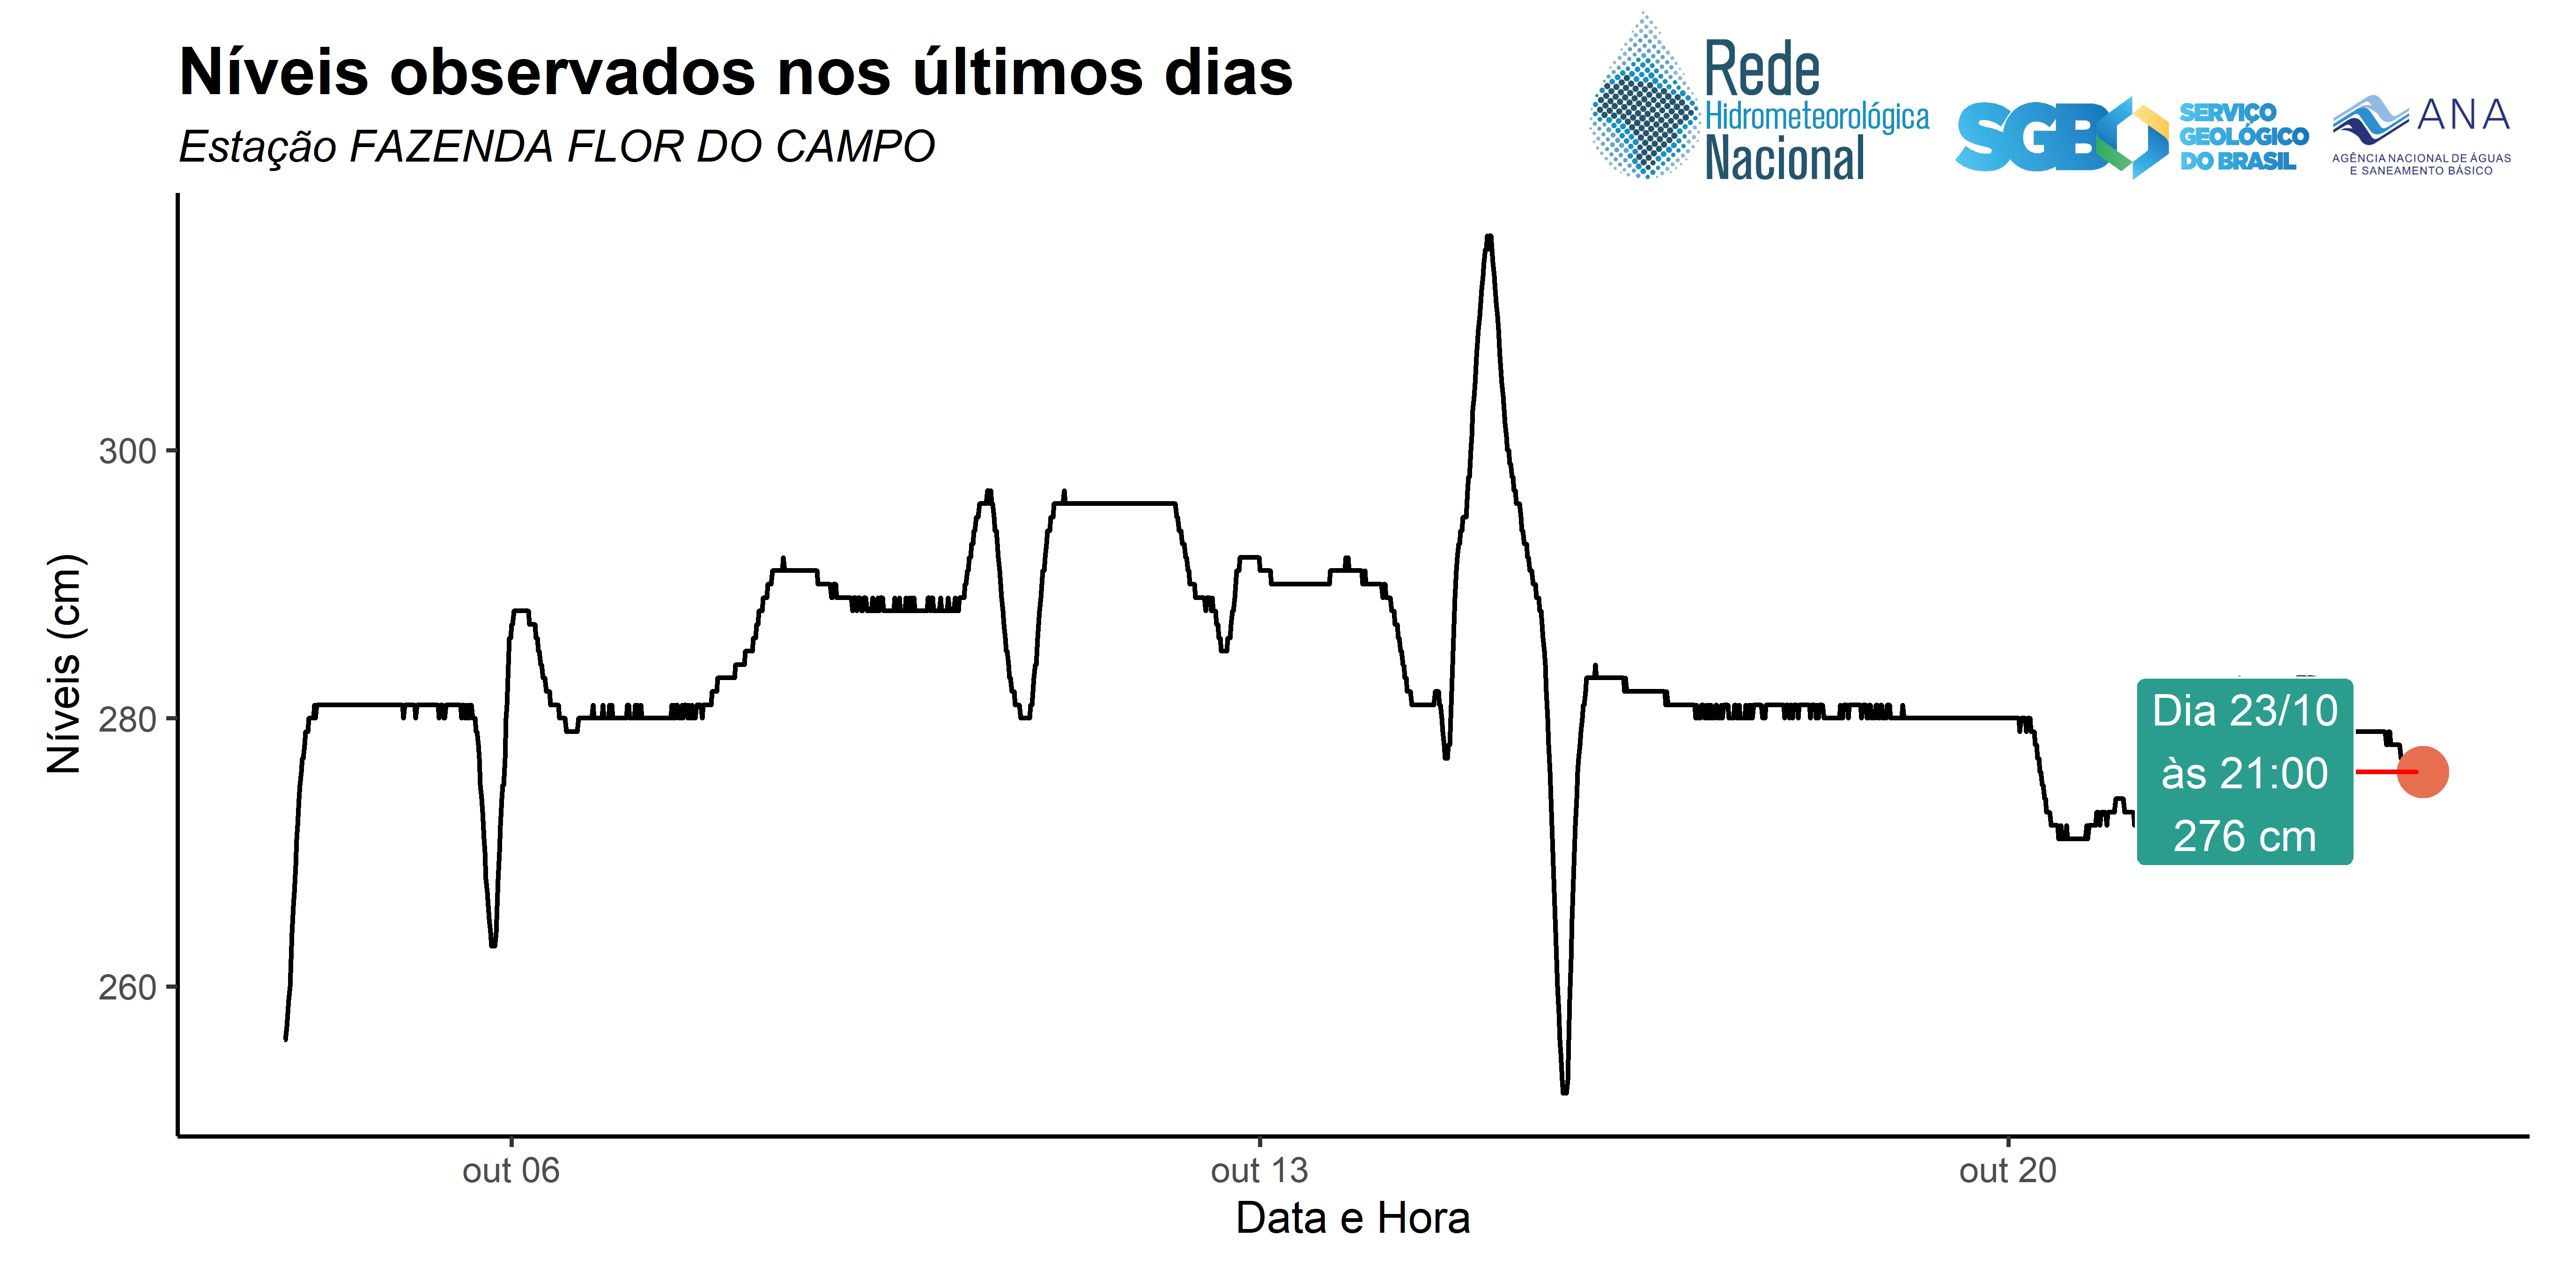 Níveis observados nos últimos dias
Estação FAZENDA FLOR DO CAMPO
Rede
Hidrometeorológica
Nacional
SGB
SERVIÇO
GEOLÓGICO
DO BRASIL
ANA
AGÊNCIA NACIONAL DE ÁGUAS
E SANEAMENTO BÁSICO
Níveis (cm)
300
280
260
Dia 23/10
às 21:00
276 cm
out 06
out 13
out 20
Data e Hora